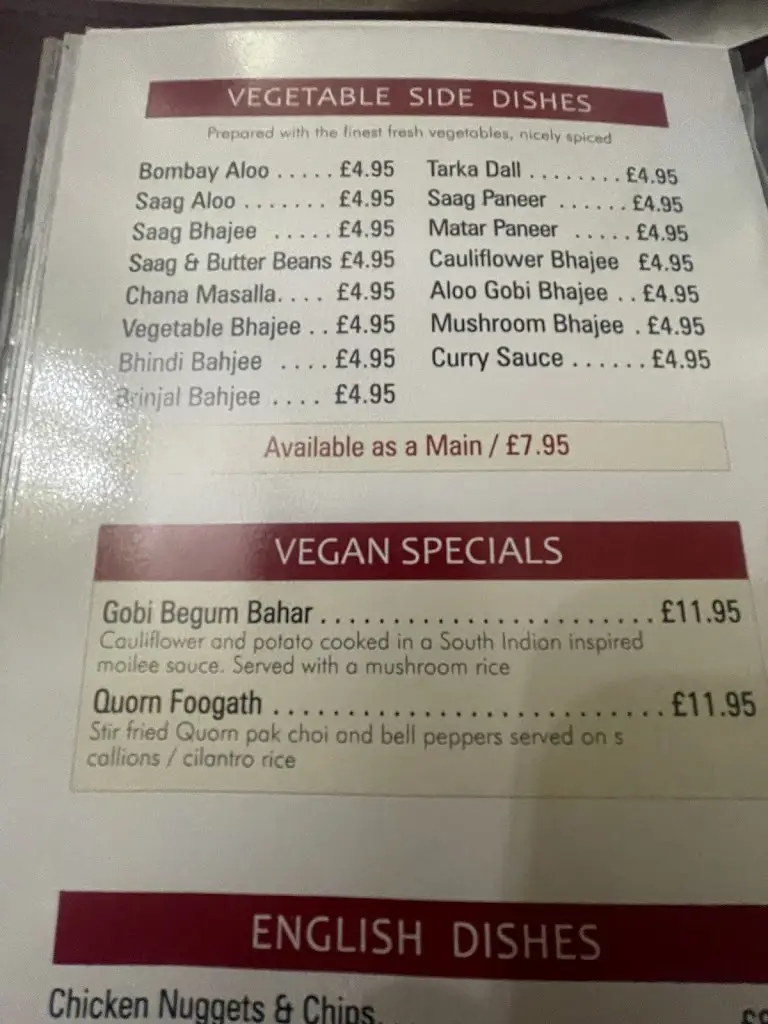 VEGETABLE SIDE DISHES
Prepared with the finest fresh vegetables, nicely spiced
Bombay Aloo ..... £4.95
Saag Aloo ....... £4.95
Saag Bhajee ..... £4.95
Saag & Butter Beans £4.95
Chana Masalla.... £4.95
Vegetable Bhajee .. £4.95
Bhindi Bahjee .... £4.95
Brinjal Bahjee .... £4.95
Tarka Dall ........ £4.95
Saag Paneer ...... £4.95
Matar Paneer ..... £4.95
Cauliflower Bhajee £4.95
Aloo Gobi Bhajee .. £4.95
Mushroom Bhajee . £4.95
Curry Sauce ...... £4.95
Available as a Main / £7.95
VEGAN SPECIALS
Gobi Begum Bahar ........................ £11.95
Cauliflower and potato cooked in a South Indian inspired
moilee sauce. Served with a mushroom rice
Quorn Foogath ............................ £11.95
Stir fried Quorn pak choi and bell peppers served on s
callions / cilantro rice
ENGLISH DISHES
Chicken Nuggets & Chips